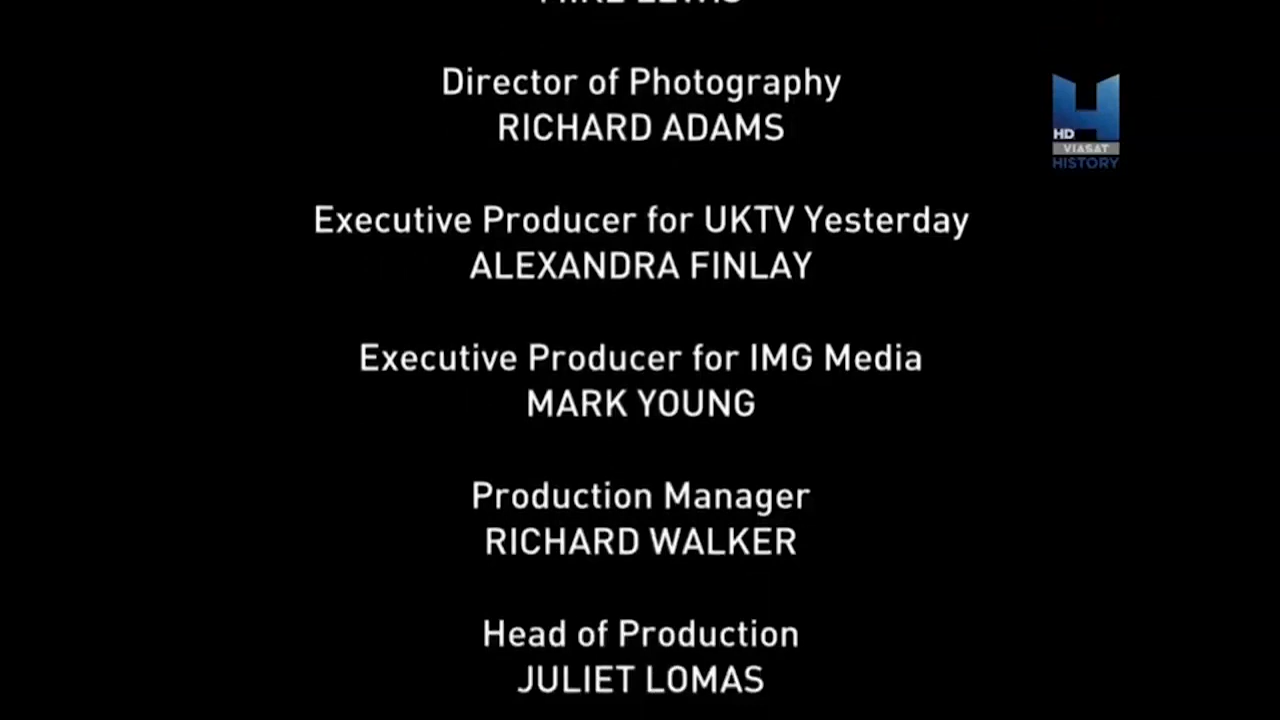 Director of Photography
RICHARD ADAMS
HD
VIASAT
HISTORY
Executive Producer for UKTV Yesterday
ALEXANDRA FINLAY
Executive Producer for IMG Media
MARK YOUNG
Production Manager
RICHARD WALKER
Head of Production
JULIET LOMAS